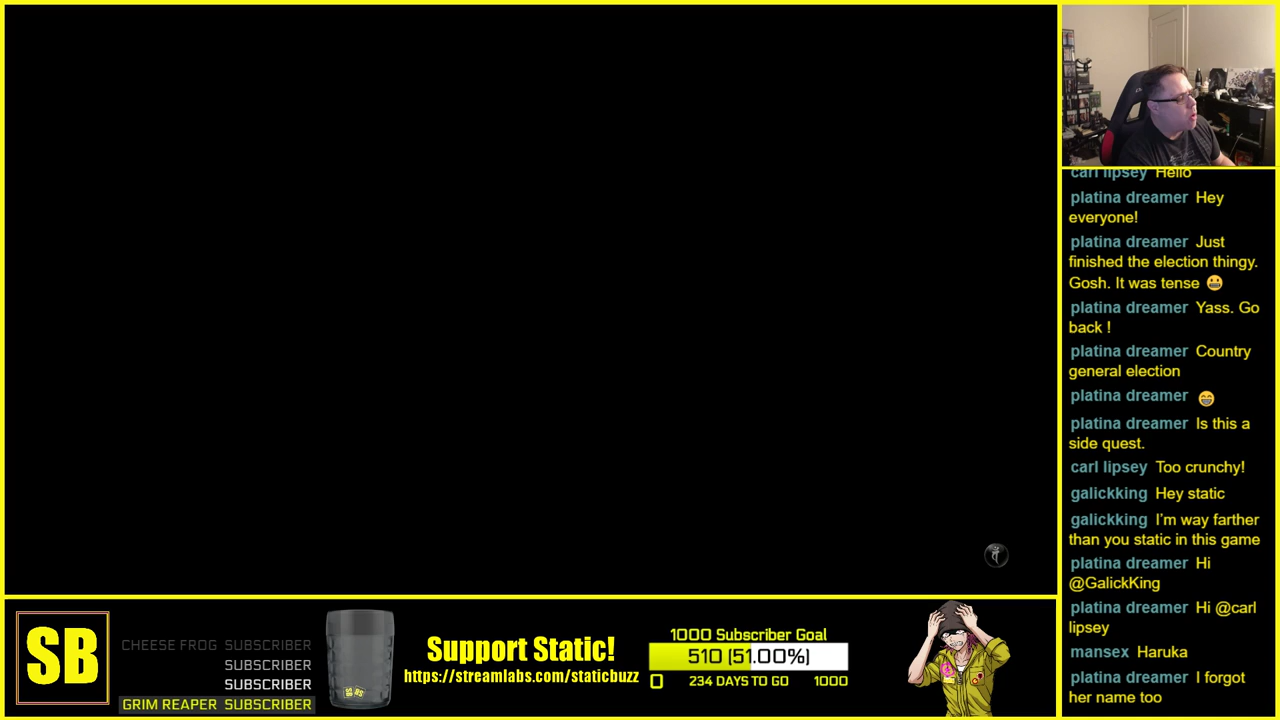 carl lipsey Hello
platina dreamer Hey
everyone!
platina dreamer Just
finished the election thingy.
Gosh. It was tense 😬
platina dreamer Yass. Go
back !
platina dreamer Country
general election
platina dreamer 😁
platina dreamer Is this a
side quest.
carl lipsey Too crunchy!
galickking Hey static
galickking I'm way farther
than you static in this game
platina dreamer Hi
@GalickKing
platina dreamer Hi @carl
lipsey
mansex Haruka
platina dreamer I forgot
her name too
SB
CHEESE FROG SUBSCRIBER
SUBSCRIBER
SUBSCRIBER
GRIM REAPER SUBSCRIBER
Support Static!
https://streamlabs.com/staticbuzz
1000 Subscriber Goal
510 (51.00%)
0 234 DAYS TO GO 1000